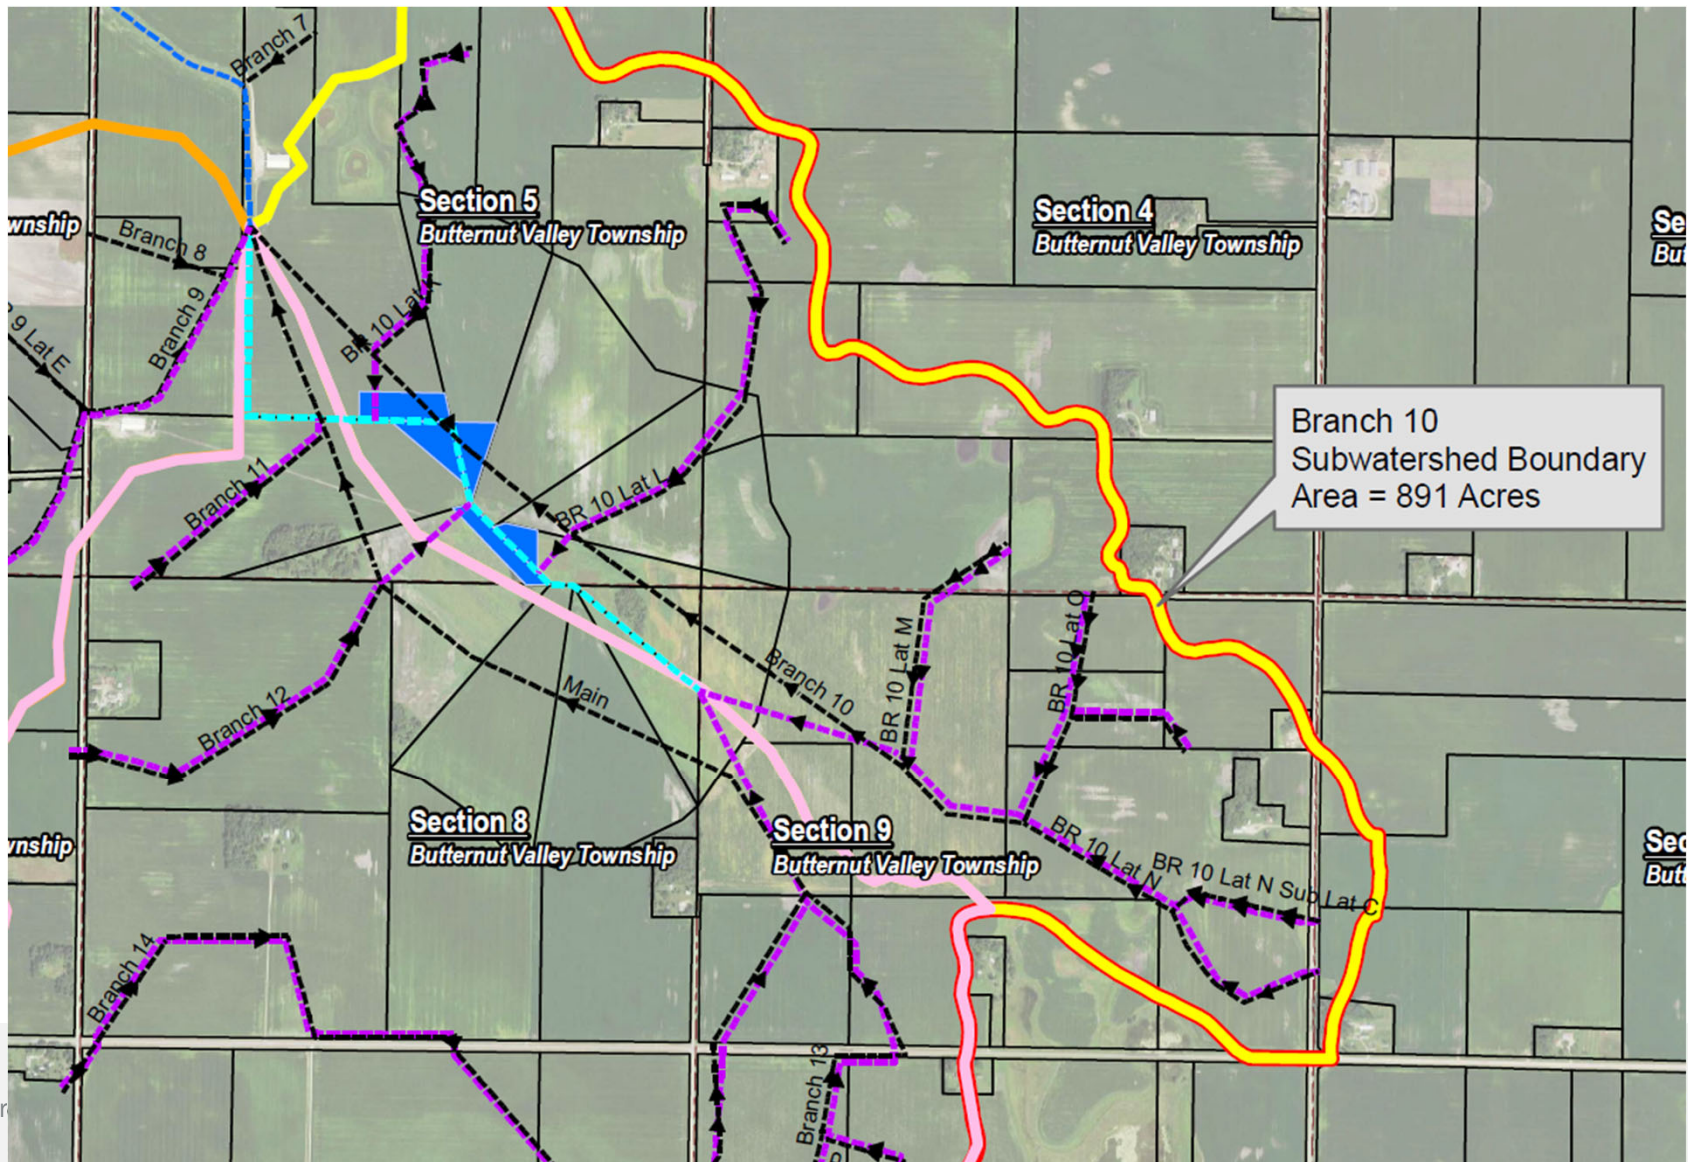 Branch 7
Section 5
Butternut Valley Township
Section 4
Butternut Valley Township
wnship
Branch 8
Branch 9
9 Lat E
BR 10 Lat
Branch 10
Subwatershed Boundary
Area = 891 Acres
Branch 11
BR 10 Lat L
BR 10 Lat M
BR 10 Lat O
Branch 10
Main
Branch 12
Section 8
Butternut Valley Township
Section 9
Butternut Valley Township
BR 10 Lat N
BR 10 Lat N Sub Lat C
wnship
Se
But
Sec
Butt
Branch 14
Branch 13